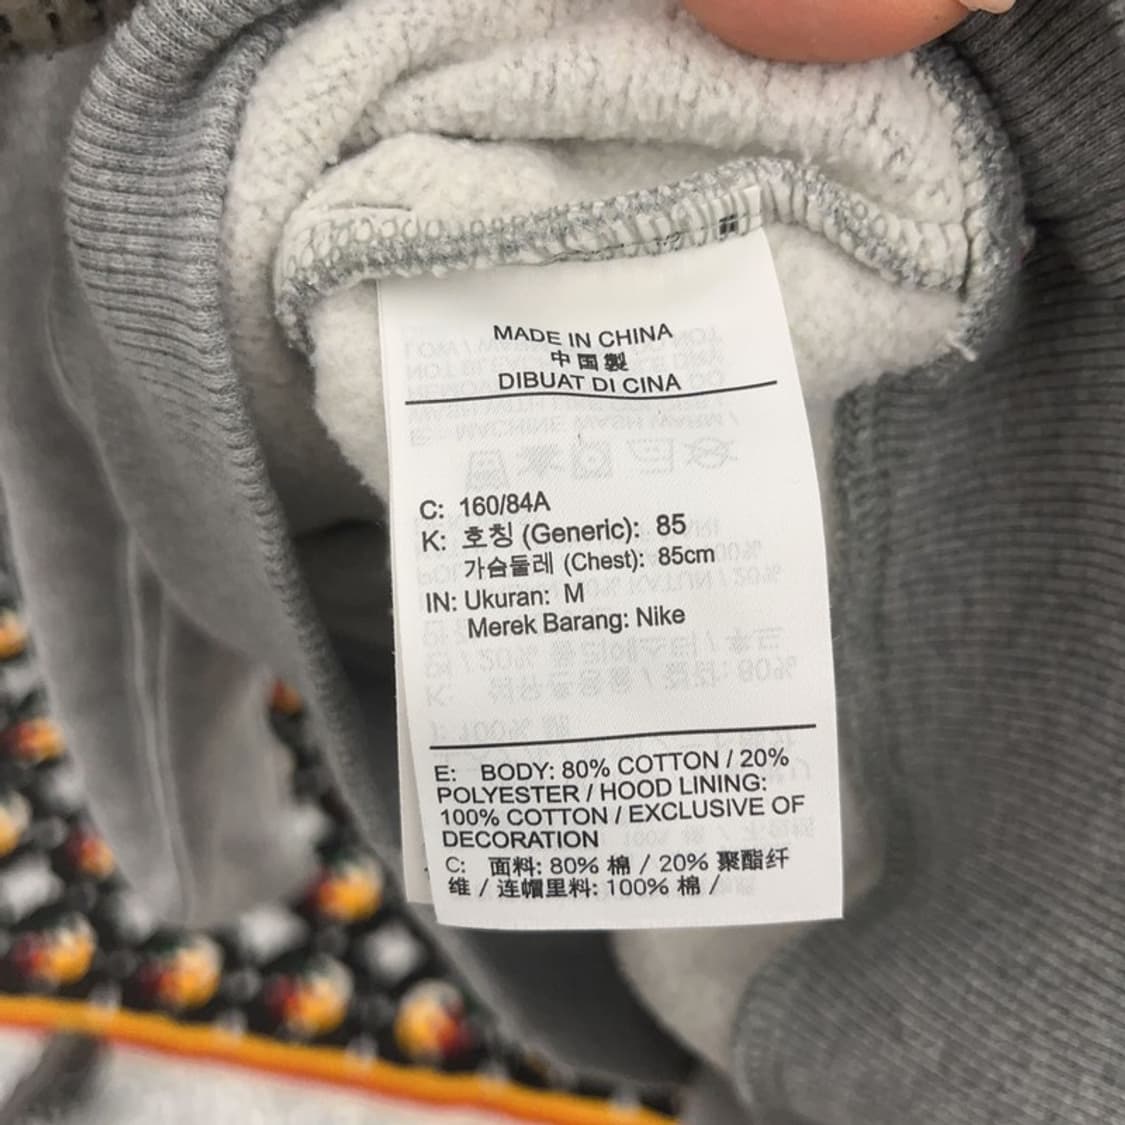 MADE IN CHINA
中国製
DIBUAT DI CINA
C: 160/84A
K: 호칭 (Generic): 85
가슴둘레 (Chest): 85cm
IN: Ukuran: M
Merek Barang: Nike
E: BODY: 80% COTTON / 20%
POLYESTER / HOOD LINING:
100% COTTON / EXCLUSIVE OF
DECORATION
C: 面料: 80% 棉 / 20% 聚酯纤
维 / 连帽里料: 100% 棉 /